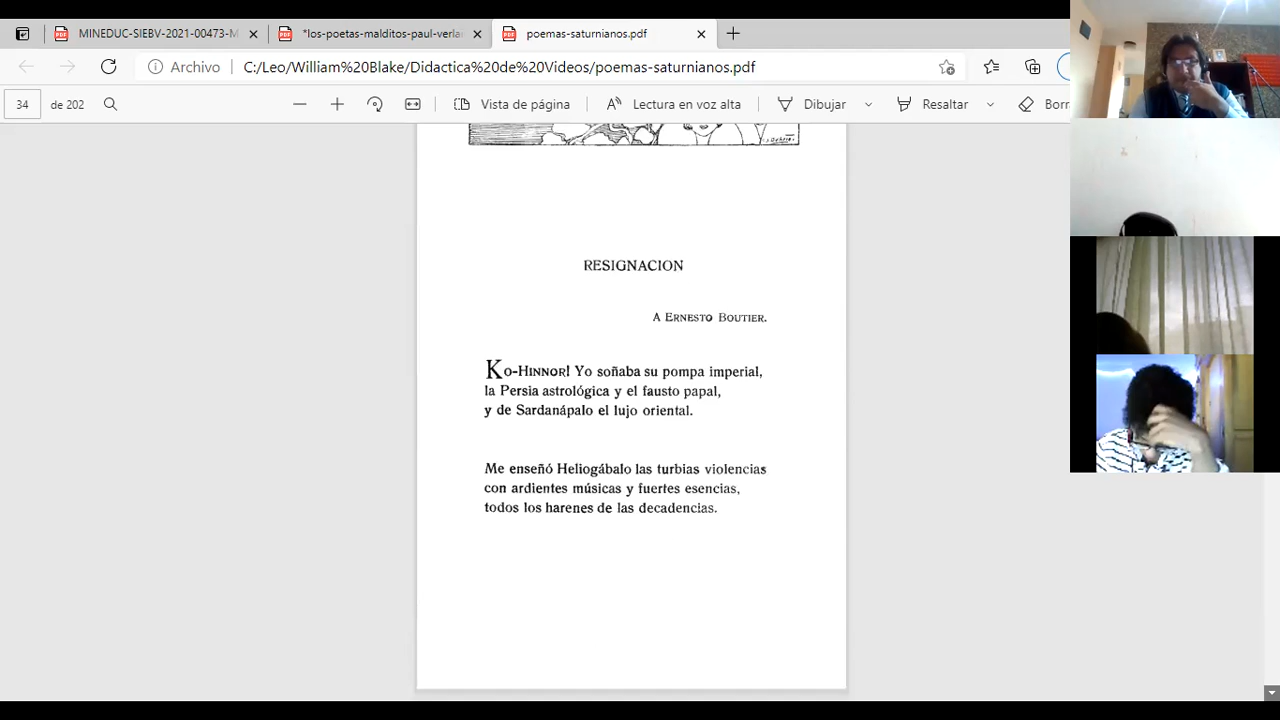 MINEDUC-SIEBV-2021-00473-M
*los-poetas-malditos-paul-verla
poemas-saturnianos.pdf
Archivo
C:/Leo/William%20Blake/Didactica%20de%20Videos/poemas-saturnianos.pdf
34 de 202
Vista de página
Lectura en voz alta
Dibujar
Resaltar
Borr
RESIGNACION
A ERNESTO BOUTIER.
KO-HINNOR! Yo soñaba su pompa imperial,
la Persia astrológica y el fausto papal,
y de Sardanápalo el lujo oriental.
Me enseñó Heliogábalo las turbias violencias
con ardientes músicas y fuertes esencias,
todos los harenes de las decadencias.